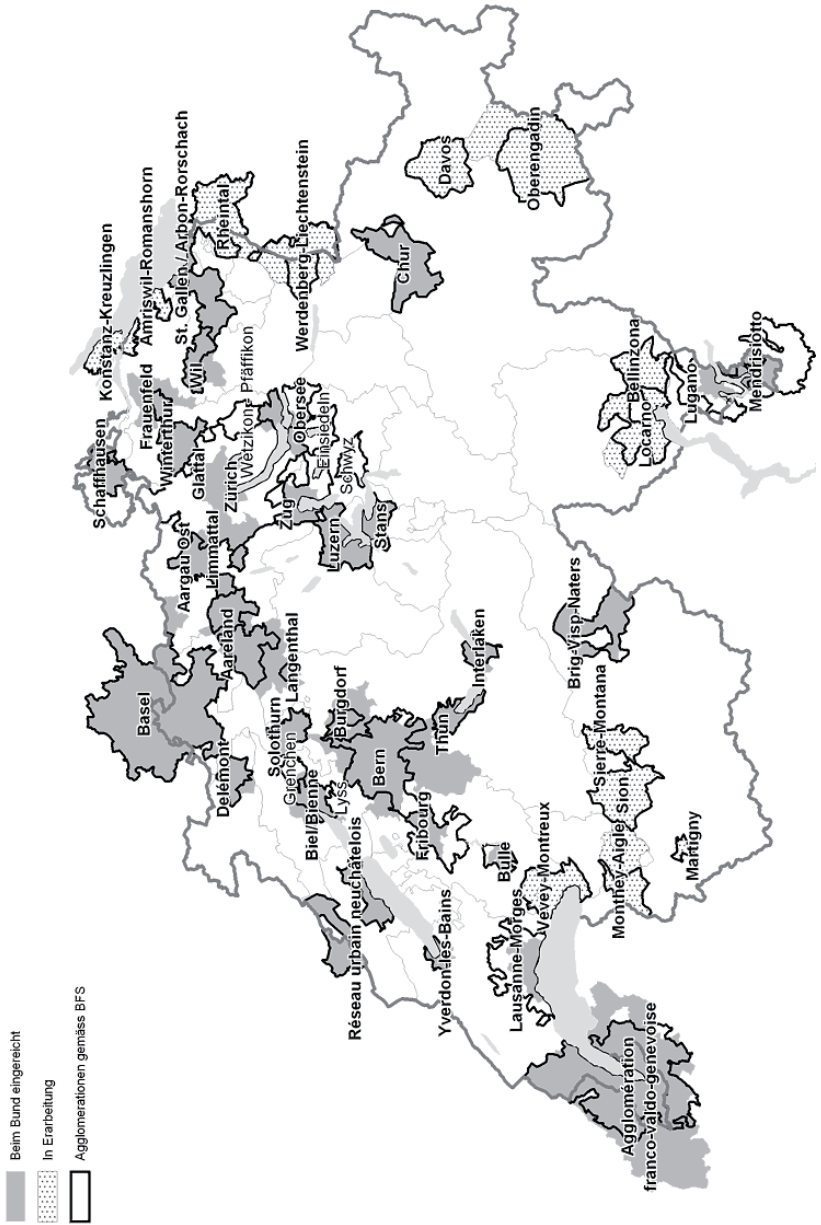 Beim Bund eingereicht
In Erarbeitung
Agglomerationen gemäss BFS
Schaffhausen
Konstanz-Kreuzlingen
Amriswil-Romanshorn
St. Gallen / Arbon-Rorschach
Rheintal
Frauenfeld
Winterthur
Wil
Glattal
Zürich
Wetzikon- Pfäffikon
Werdenberg-Liechtenstein
Obersee
Einsiedeln
Schwyz
Zug
Luzern
Stans
Aargau Ost
Limmattal
Aareland
Basel
Delémont
Langenthal
Solothurn
Grenchen
Biel/Bienne
Lyss
Burgdorf
Bern
Thun
Interlaken
Fribourg
Bulle
Réseau urbain neuchâtelois
Yverdon-les-Bains
Lausanne-Morges
Vevey-Montreux
Monthey-Aigle
Martigny
Sion
Sierre-Montana
Brig-Visp-Naters
Agglomération
franco-valdo-genevoise
Chur
Davos
Oberengadin
Bellinzona
Locarno
Lugano
Mendrisiotto